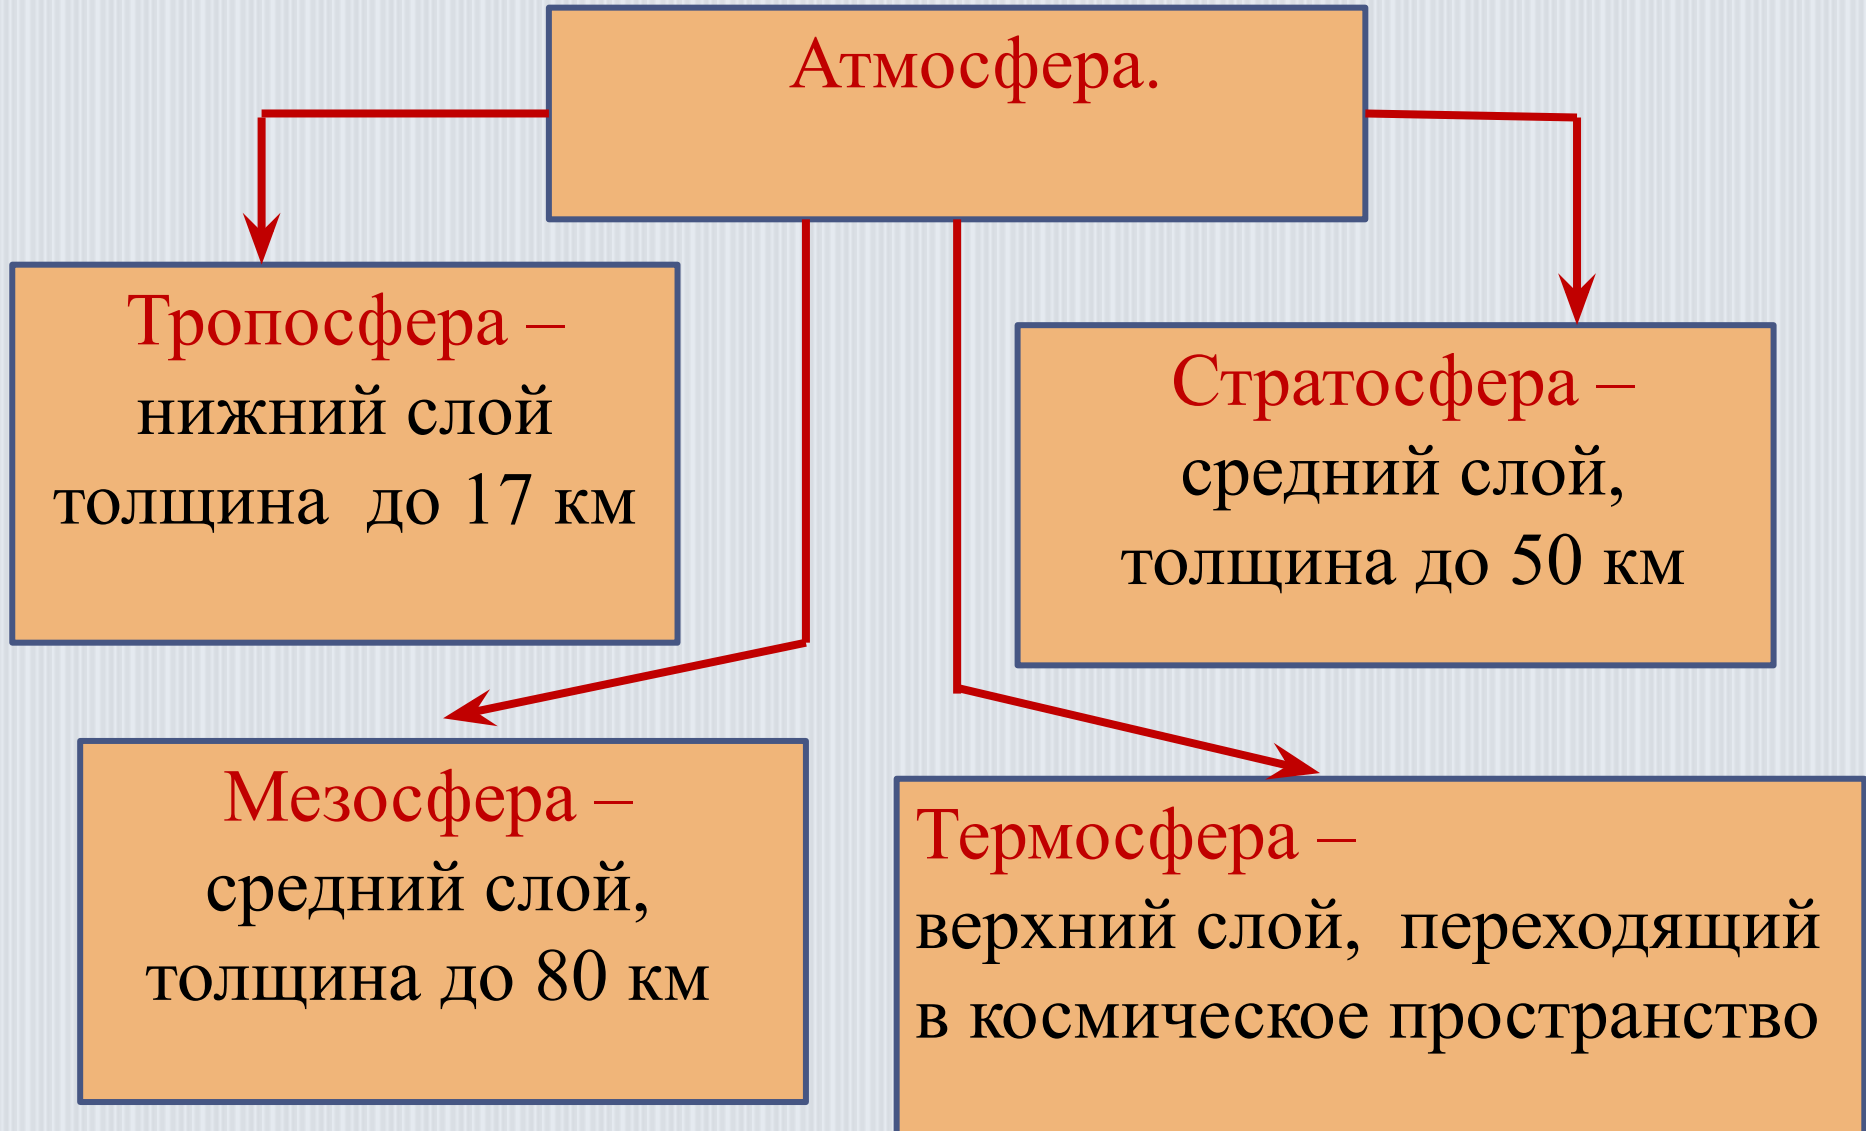 Атмосфера.
Тропосфера –
нижний слой
толщина до 17 км
Стратосфера –
средний слой,
толщина до 50 км
Мезосфера –
средний слой,
толщина до 80 км
Термосфера –
верхний слой, переходящий
в космическое пространство